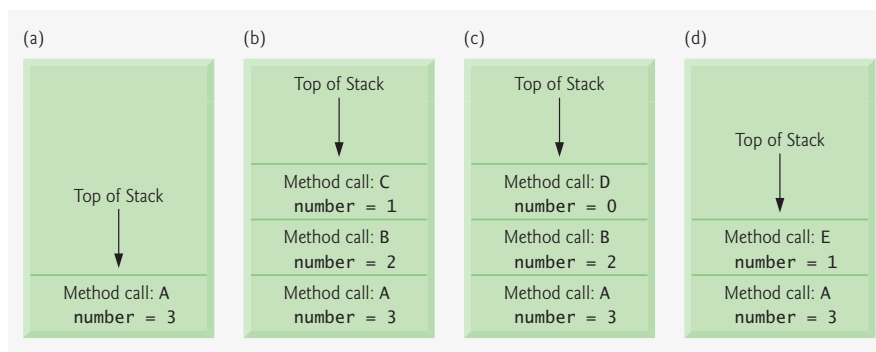 (a)
Top of Stack
Method call: A
number = 3
(b)
Top of Stack
Method call: C
number = 1
Method call: B
number = 2
Method call: A
number = 3
(c)
Top of Stack
Method call: D
number = 0
Method call: B
number = 2
Method call: A
number = 3
(d)
Top of Stack
Method call: E
number = 1
Method call: A
number = 3